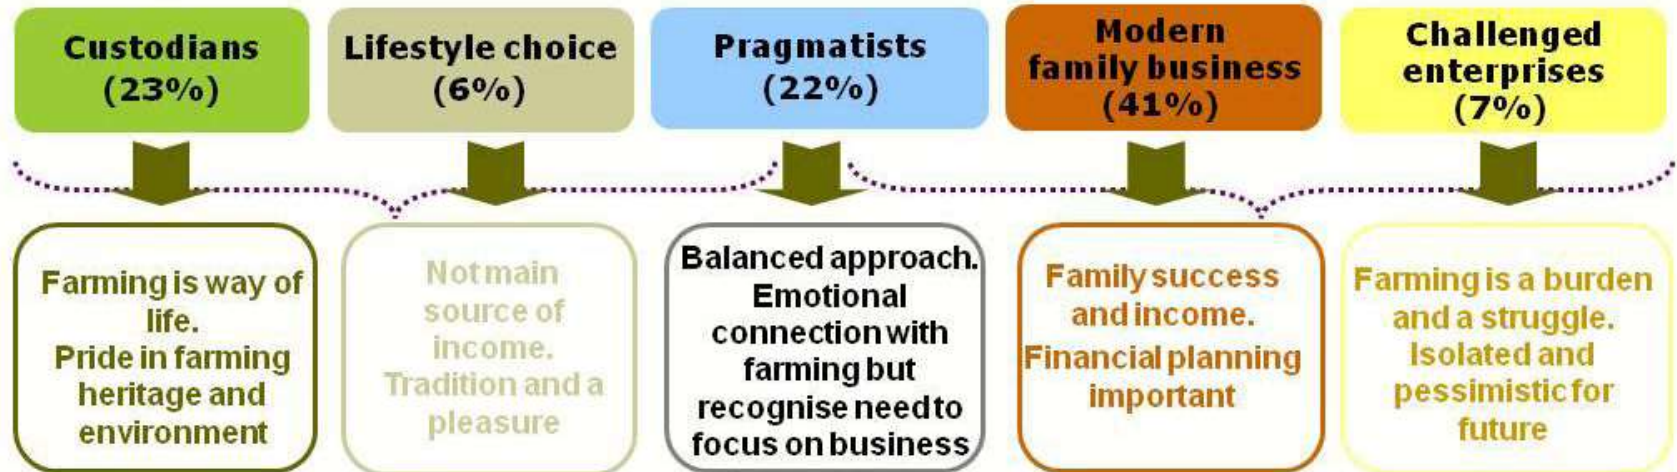 Custodians
(23%)
Lifestyle choice
(6%)
Pragmatists
(22%)
Modern
family business
(41%)
Challenged
enterprises
(7%)
Farming is way of
life.
Pride in farming
heritage and
environment
Not main
source of
income.
Tradition and a
pleasure
Balanced approach.
Emotional
connection with
farming but
recognise need to
focus on business
Family success
and income.
Financial planning
important
Farming is a burden
and a struggle.
Isolated and
pessimistic for
future